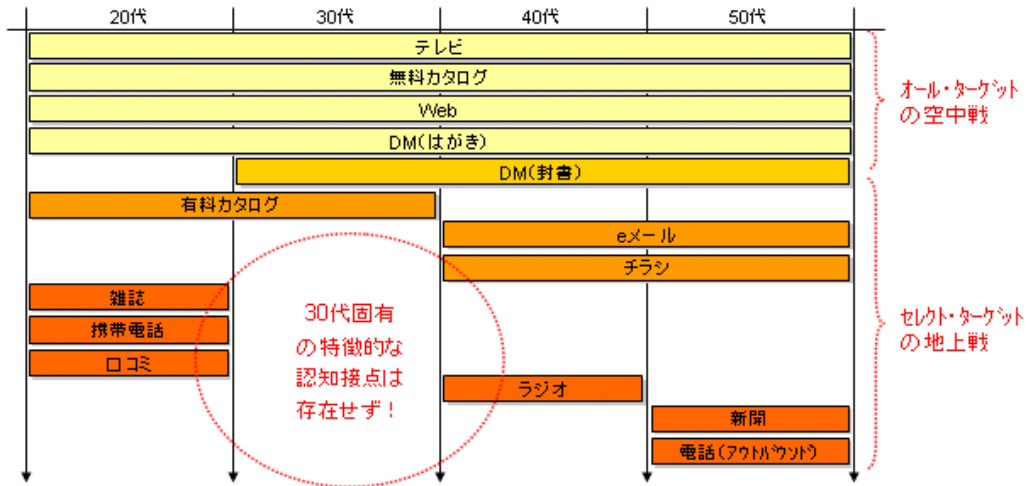 20代 30代 40代 50代
テレビ
無料カタログ
Web
DM(はがき)
DM(封書)
有料カタログ
eメール
チラシ
雑誌
携帯電話
口コミ
ラジオ
新聞
電話(アウトバウンド)
30代固有
の特徴的な
認知接点は
存在せず！
オール・ターゲット
の空中戦
セレクト・ターゲット
の地上戦